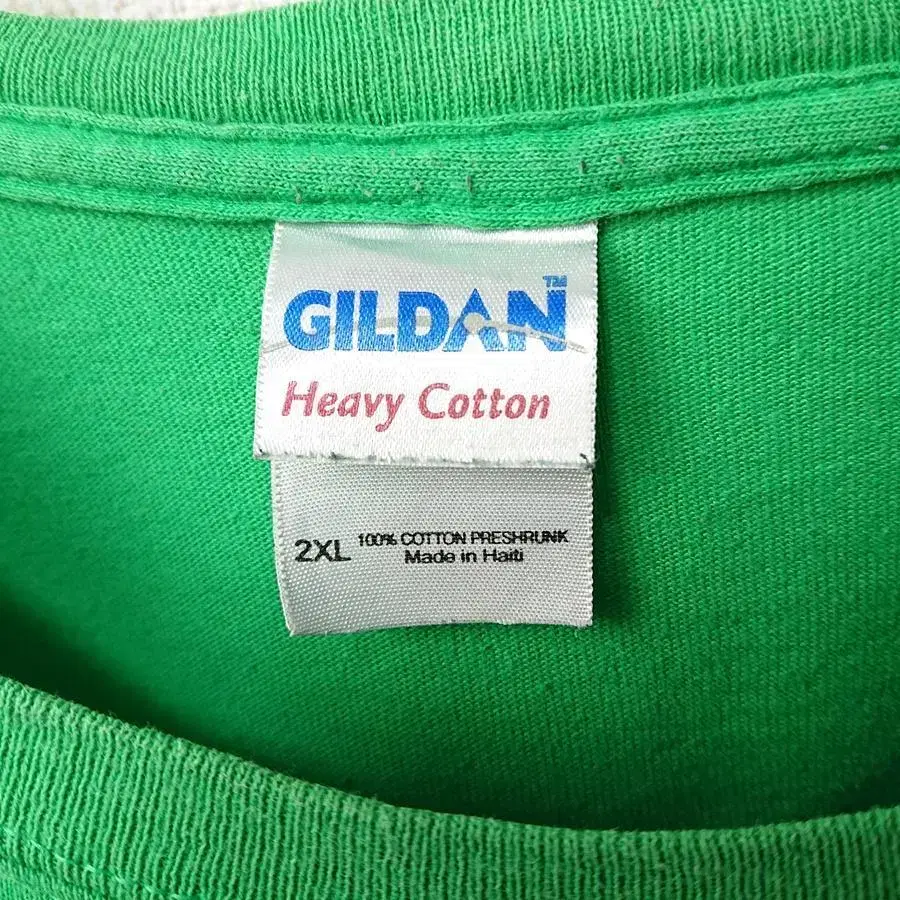 GILDAN™
Heavy Cotton
2XL 100% COTTON PRESHRUNK
Made in Haiti